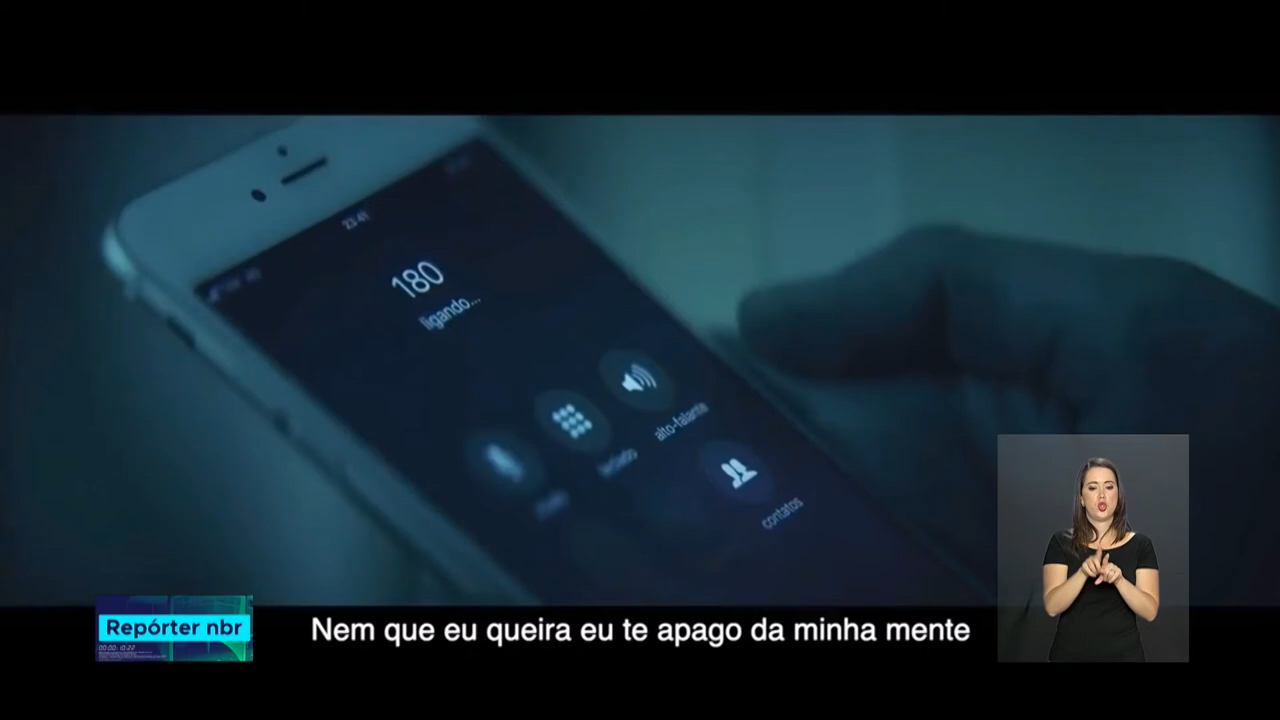 23:41
180
ligando...
alto-falante
teclado
contatos
Repórter nbr
Nem que eu queira eu te apago da minha mente